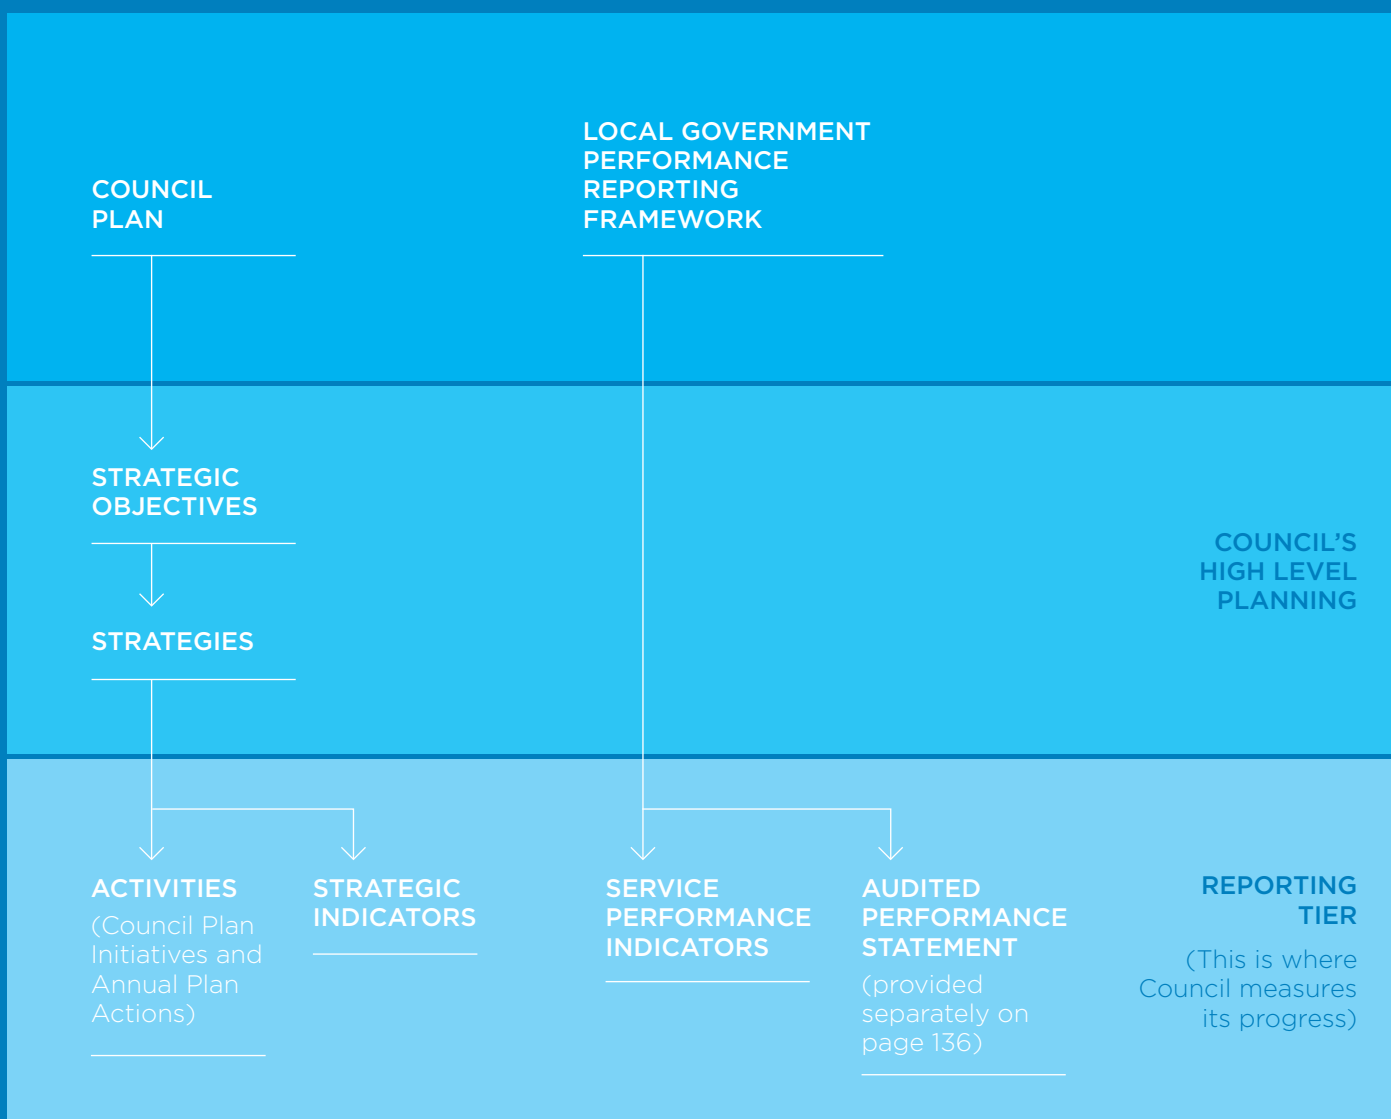 COUNCIL
PLAN
LOCAL GOVERNMENT
PERFORMANCE
REPORTING
FRAMEWORK
STRATEGIC
OBJECTIVES
STRATEGIES
COUNCIL’S
HIGH LEVEL
PLANNING
ACTIVITIES
(Council Plan
Initiatives and
Annual Plan
Actions)
STRATEGIC
INDICATORS
SERVICE
PERFORMANCE
INDICATORS
AUDITED
PERFORMANCE
STATEMENT
(provided
separately on
page 136)
REPORTING
TIER
(This is where
Council measures
its progress)